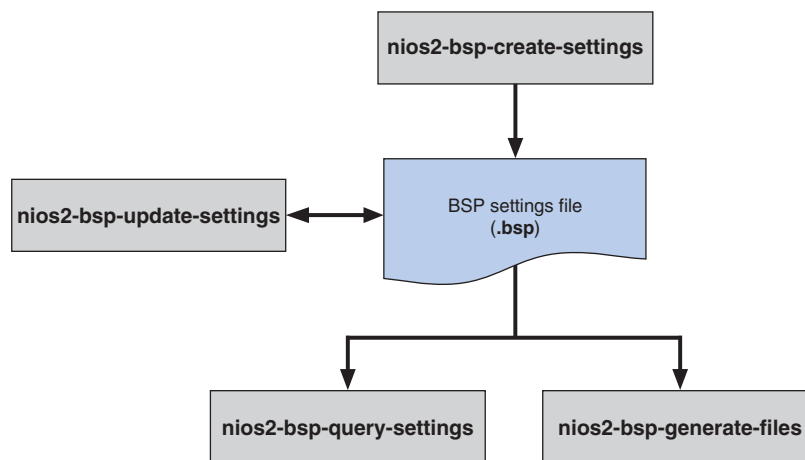 nios2-bsp-create-settings
nios2-bsp-update-settings
BSP settings file
(.bsp)
nios2-bsp-query-settings
nios2-bsp-generate-files